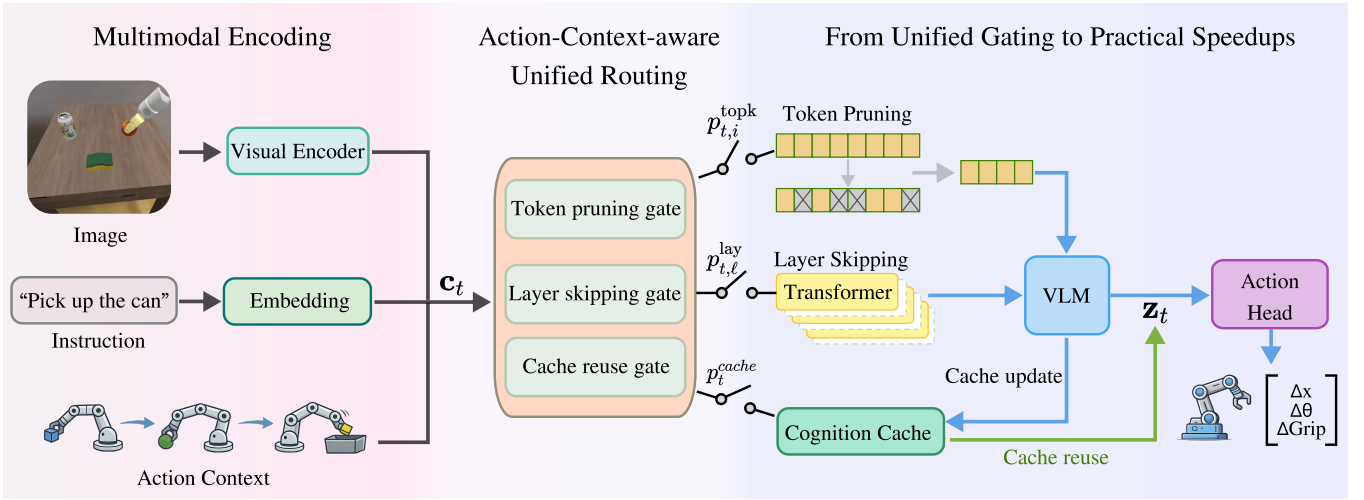 Multimodal Encoding
Action-Context-aware
Unified Routing
From Unified Gating to Practical Speedups
Image
Visual Encoder
“Pick up the can”
Instruction
Embedding
Action Context
𝐜ₜ
Token pruning gate
Layer skipping gate
Cache reuse gate
p_{t,i}^{topk}
Token Pruning
p_{t,ℓ}^{lay}
Layer Skipping
Transformer
p_t^{cache}
Cognition Cache
VLM
Cache update
Cache reuse
𝐳ₜ
Action
Head
Δx
Δθ
ΔGrip